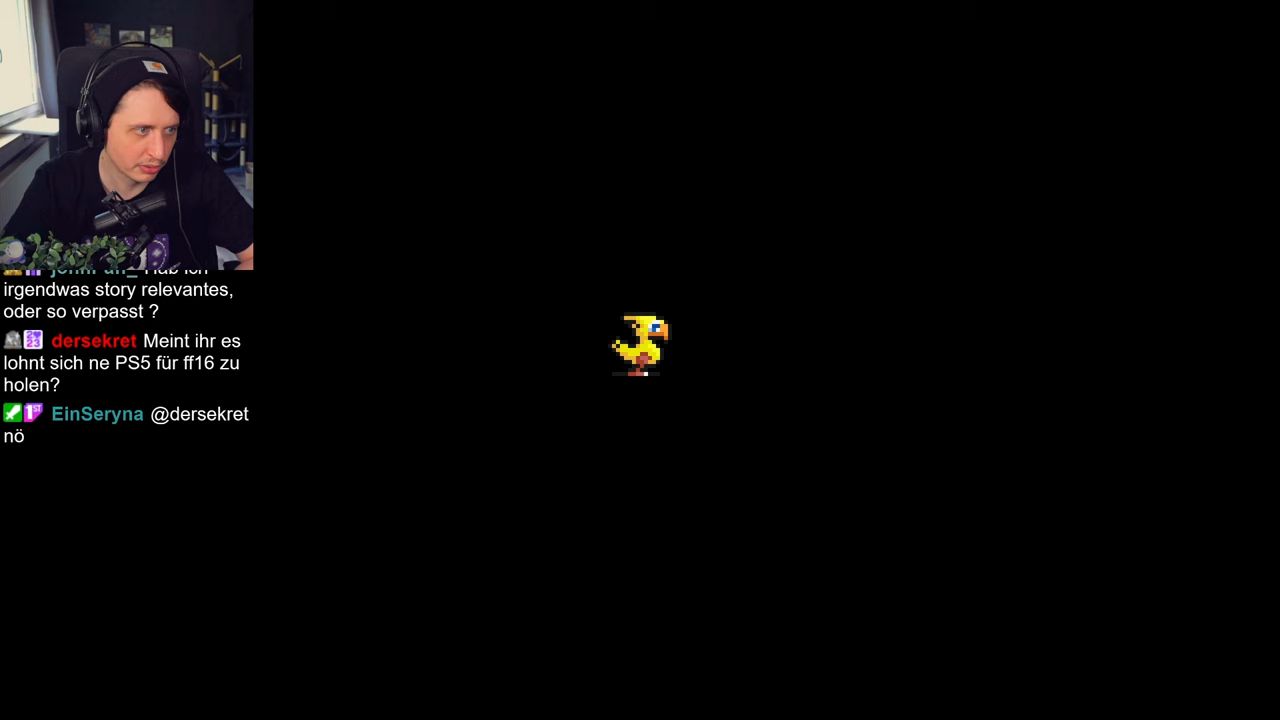 irgendwas story relevantes,
oder so verpasst ?
dersekret Meint ihr es
lohnt sich ne PS5 für ff16 zu
holen?
EinSeryna @dersekret
nö